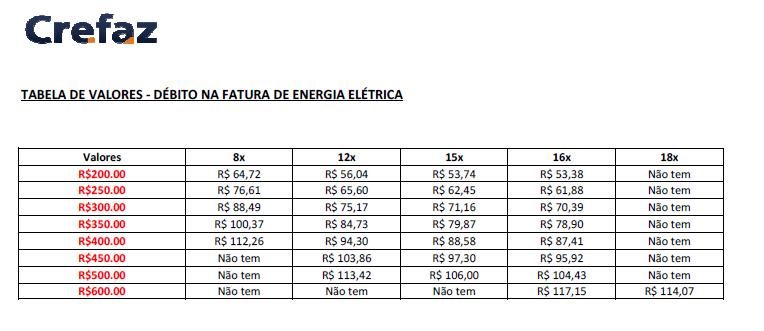 Crefaz
TABELA DE VALORES - DÉBITO NA FATURA DE ENERGIA ELÉTRICA
Valores 8x 12x 15x 16x 18x
R$200.00 R$ 64,72 R$ 56,04 R$ 53,74 R$ 53,38 Não tem
R$250.00 R$ 76,61 R$ 65,60 R$ 62,45 R$ 61,88 Não tem
R$300.00 R$ 88,49 R$ 75,17 R$ 71,16 R$ 70,39 Não tem
R$350.00 R$ 100,37 R$ 84,73 R$ 79,87 R$ 78,90 Não tem
R$400.00 R$ 112,26 R$ 94,30 R$ 88,58 R$ 87,41 Não tem
R$450.00 Não tem R$ 103,86 R$ 97,30 R$ 95,92 Não tem
R$500.00 Não tem R$ 113,42 R$ 106,00 R$ 104,43 Não tem
R$600.00 Não tem Não tem Não tem R$ 117,15 R$ 114,07